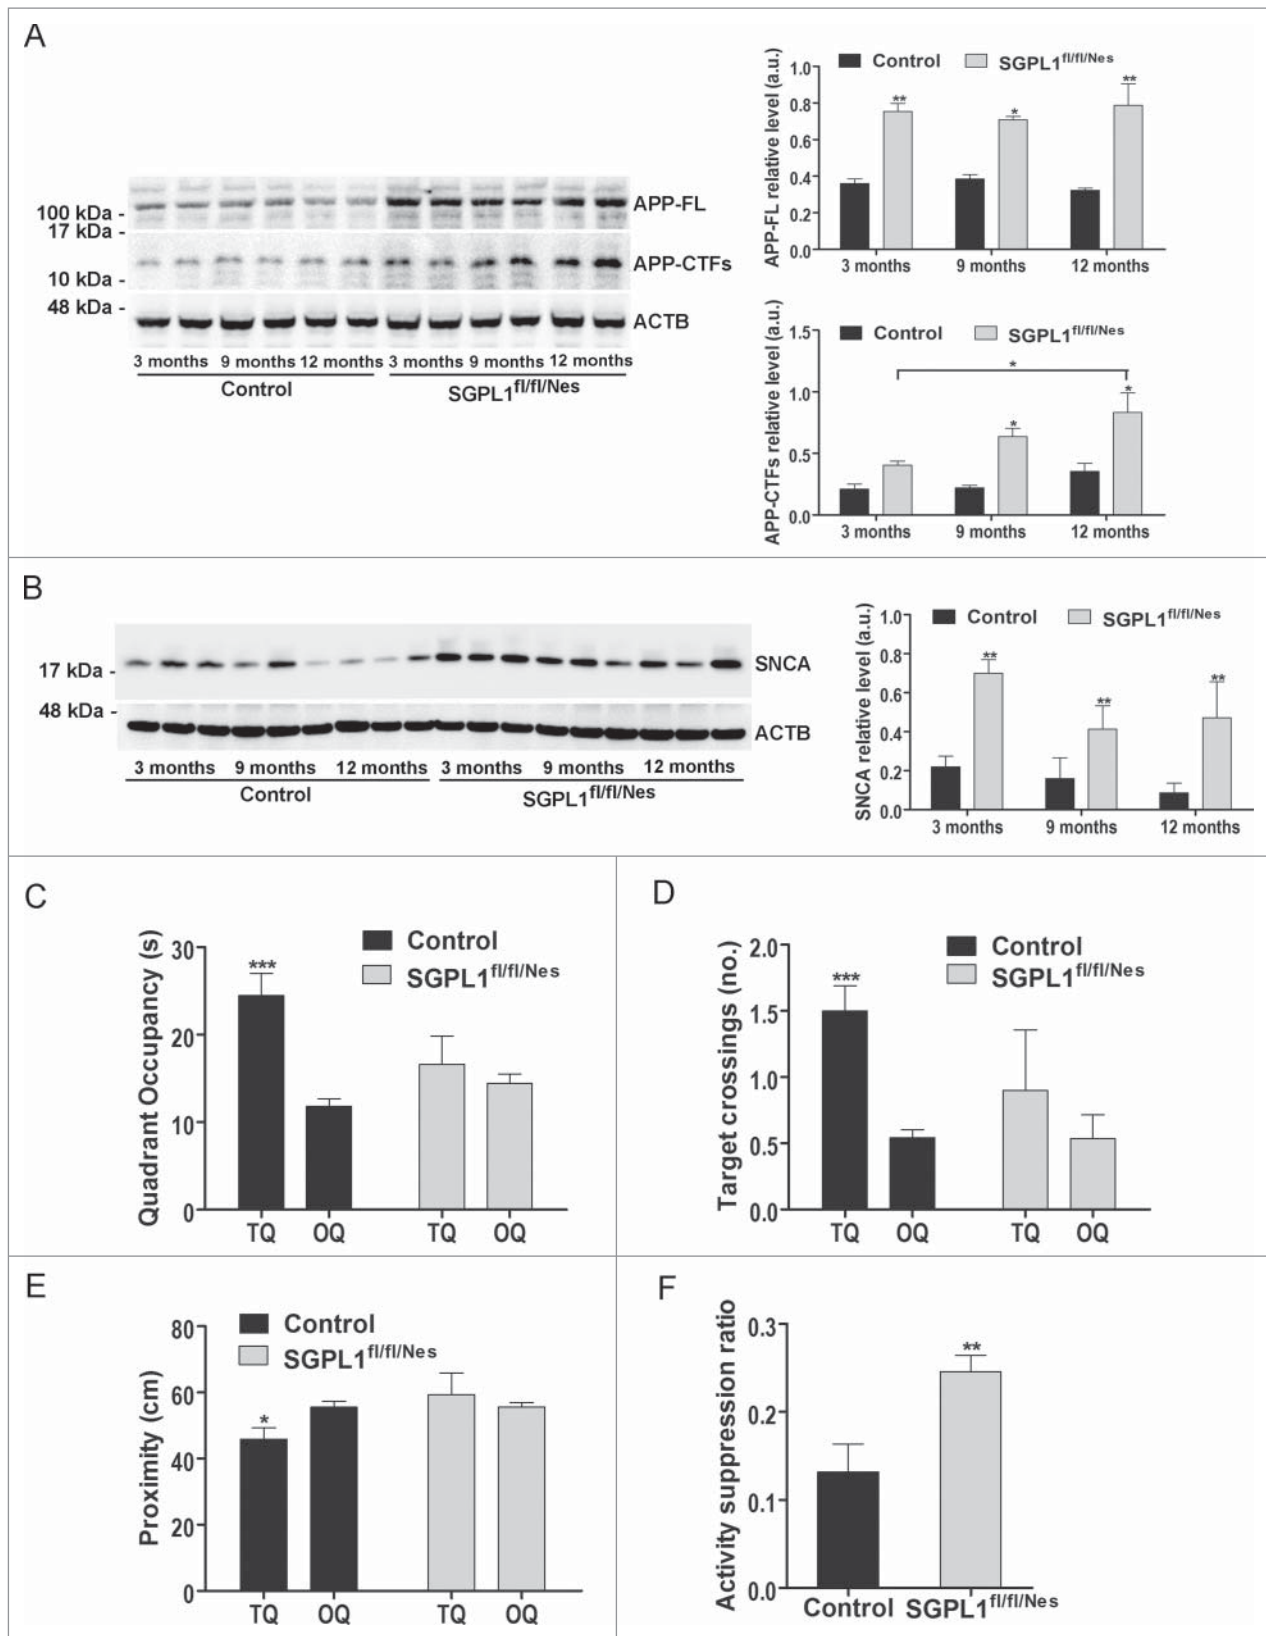 A
100 kDa -
17 kDa -
10 kDa -
48 kDa -
APP-FL
APP-CTFs
ACTB
3 months 9 months 12 months 3 months 9 months 12 months
Control
SGPL1fl/fl/Nes
Control
SGPL1fl/fl/Nes
APP-FL relative level (a.u.)
1.0
0.8
0.6
0.4
0.2
0.0
** * **
3 months 9 months 12 months
Control
SGPL1fl/fl/Nes
APP-CTFs relative level (a.u.)
1.5
1.0
0.5
0.0
*
* *
3 months 9 months 12 months
B
17 kDa -
48 kDa -
SNCA
ACTB
3 months 9 months 12 months 3 months 9 months 12 months
Control
SGPL1fl/fl/Nes
Control
SGPL1fl/fl/Nes
SNCA relative level (a.u.)
1.0
0.8
0.6
0.4
0.2
0.0
** ** **
3 months 9 months 12 months
C
Control
SGPL1fl/fl/Nes
Quadrant Occupancy (s)
30
20
10
0
***
TQ OQ TQ OQ
D
Control
SGPL1fl/fl/Nes
Target crossings (no.)
2.0
1.5
1.0
0.5
0.0
***
TQ OQ TQ OQ
E
Control
SGPL1fl/fl/Nes
Proximity (cm)
80
60
40
20
0
*
TQ OQ TQ OQ
F
Activity suppression ratio
0.3
0.2
0.1
0.0
**
Control SGPL1fl/fl/Nes